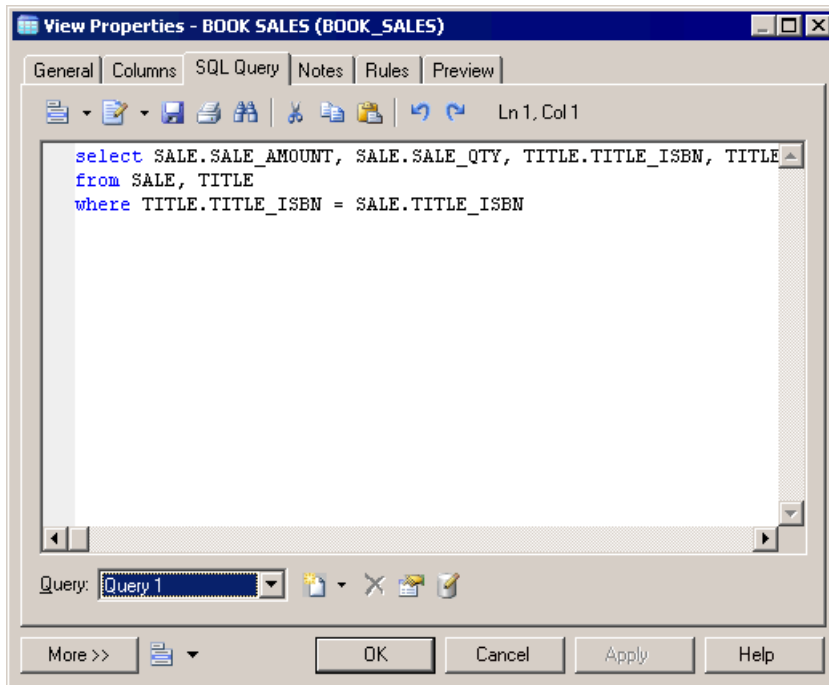 View Properties - BOOK SALES (BOOK_SALES)
General Columns SQL Query Notes Rules Preview
Ln 1, Col 1
select SALE.SALE_AMOUNT, SALE.SALE_QTY, TITLE.TITLE_ISBN, TITLE
from SALE, TITLE
where TITLE.TITLE_ISBN = SALE.TITLE_ISBN
Query: Query 1
More >> OK Cancel Apply Help